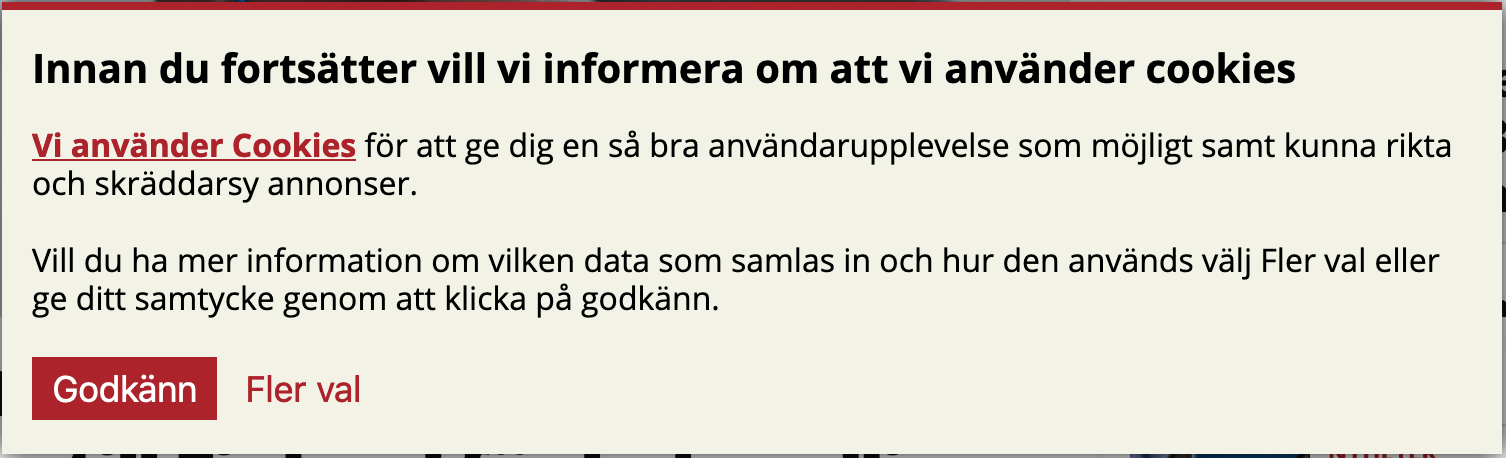 Innan du fortsätter vill vi informera om att vi använder cookies
Vi använder Cookies för att ge dig en så bra användarupplevelse som möjligt samt kunna rikta
och skräddarsy annonser.
Vill du ha mer information om vilken data som samlas in och hur den används välj Fler val eller
ge ditt samtycke genom att klicka på godkänn.
Godkänn Fler val